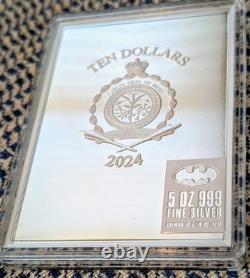 TEN DOLLARS
2024
5 OZ 999
FINE SILVER